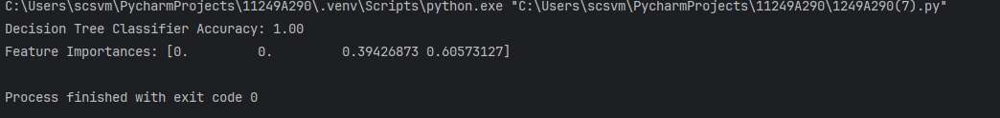 C:\Users\scsvm\PycharmProjects\11249A290\.venv\Scripts\python.exe "C:\Users\scsvm\PycharmProjects\11249A290\1249A290(7).py"
Decision Tree Classifier Accuracy: 1.00
Feature Importances: [0.         0.         0.39426873 0.60573127]
Process finished with exit code 0